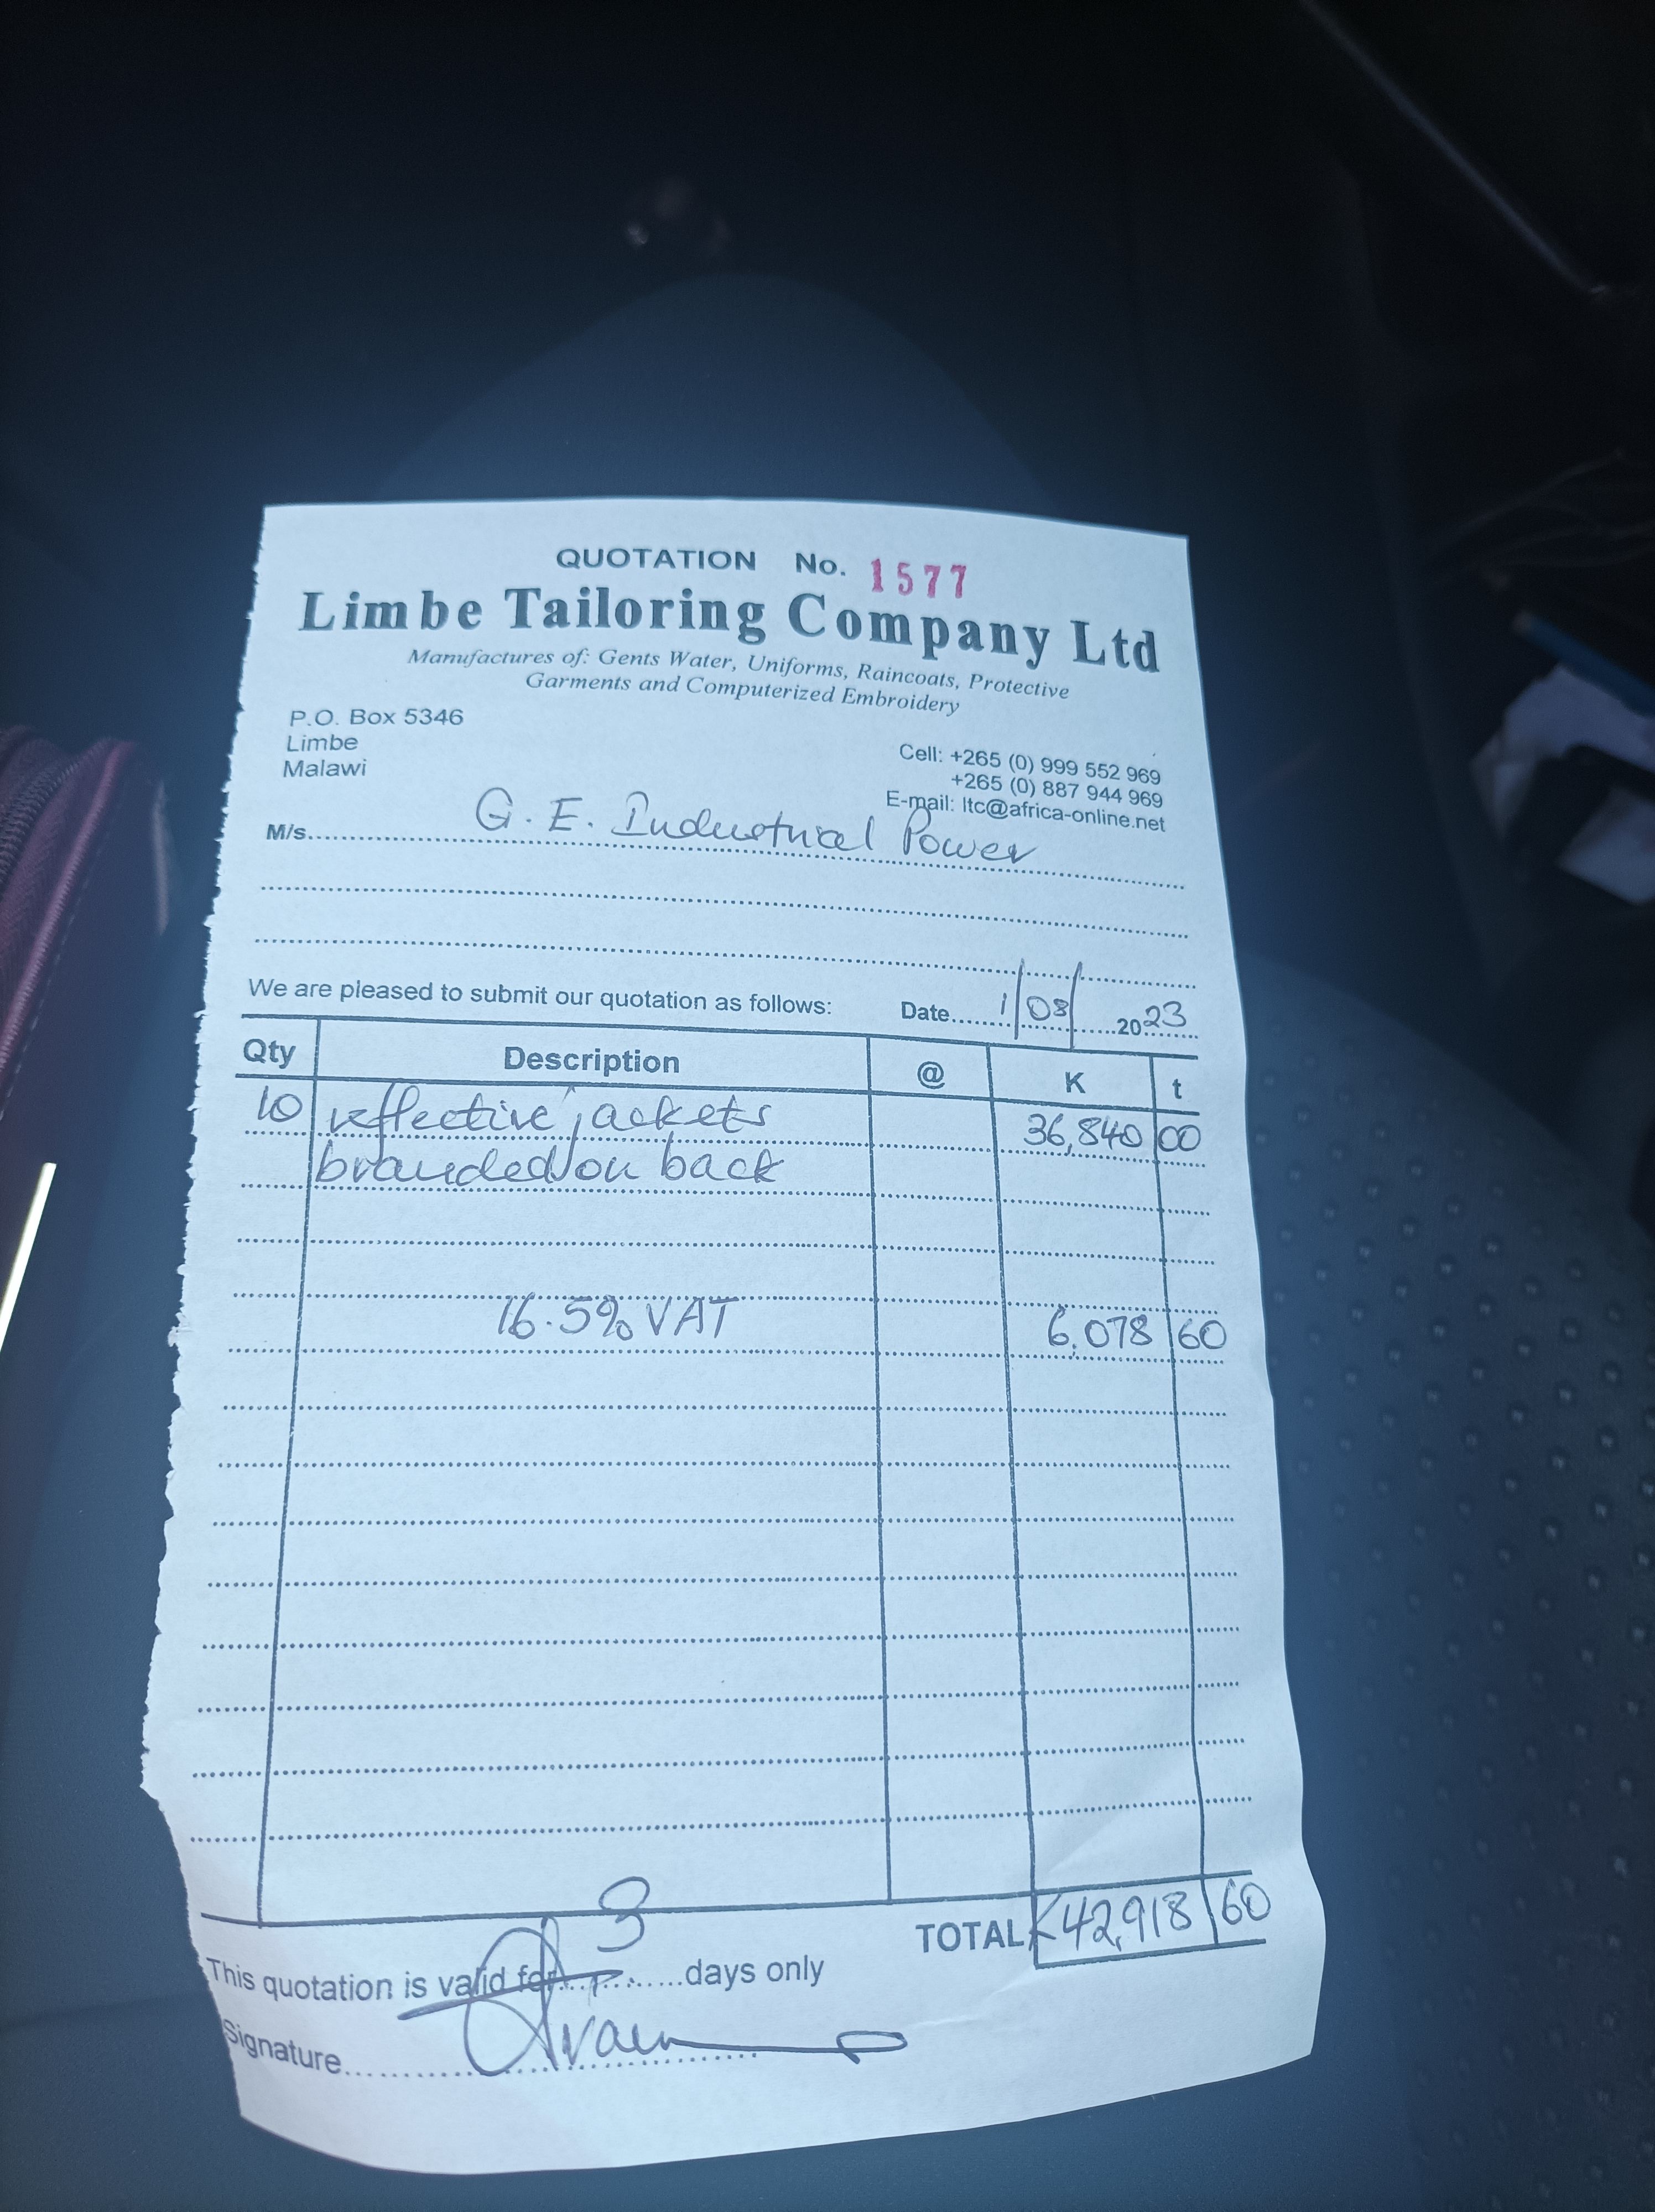 QUOTATION No. 1577
Limbe Tailoring Company Ltd
Manufactures of: Gents Water, Uniforms, Raincoats, Protective
Garments and Computerized Embroidery
P.O. Box 5346
Limbe
Malawi
Cell: +265 (0) 999 552 969
+265 (0) 887 944 969
E-mail: ltc@africa-online.net
M/s. G. E. Industrial Power
We are pleased to submit our quotation as follows: Date 1/08/2023
Qty Description @ K t
10 reflective jackets 36,840 00
branded on back
16.5% VAT 6,078 60
TOTAL K42,918 60
This quotation is valid for 3 days only
Signature